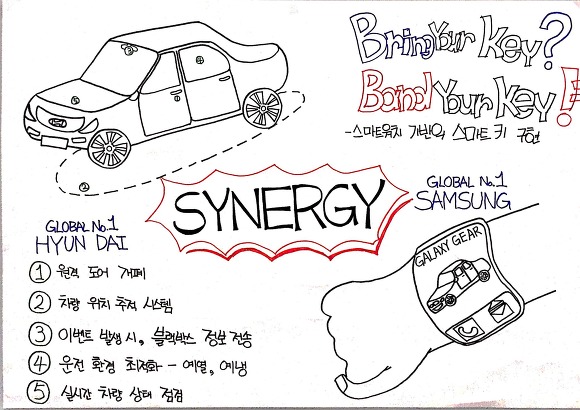 Bring Your Key?
Band Your Key!
-스마트워치 기반의 스마트 키 구현
SYNERGY
GLOBAL No.1
HYUN DAI
GLOBAL No.1
SAMSUNG
① 원격 도어 개폐
② 차량 위치 추적 시스템
③ 이벤트 발생 시, 블랙박스 정보 전송
④ 운전 환경 최적화 - 예열, 예냉
⑤ 실시간 차량 상태 점검
GALAXY GEAR